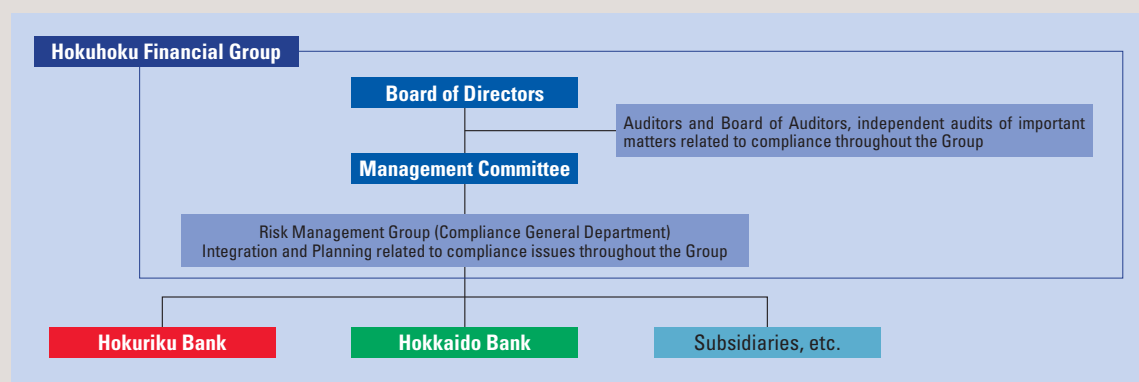 Hokuhoku Financial Group
Board of Directors
Auditors and Board of Auditors, independent audits of important
matters related to compliance throughout the Group
Management Committee
Risk Management Group (Compliance General Department)
Integration and Planning related to compliance issues throughout the Group
Hokuriku Bank
Hokkaido Bank
Subsidiaries, etc.